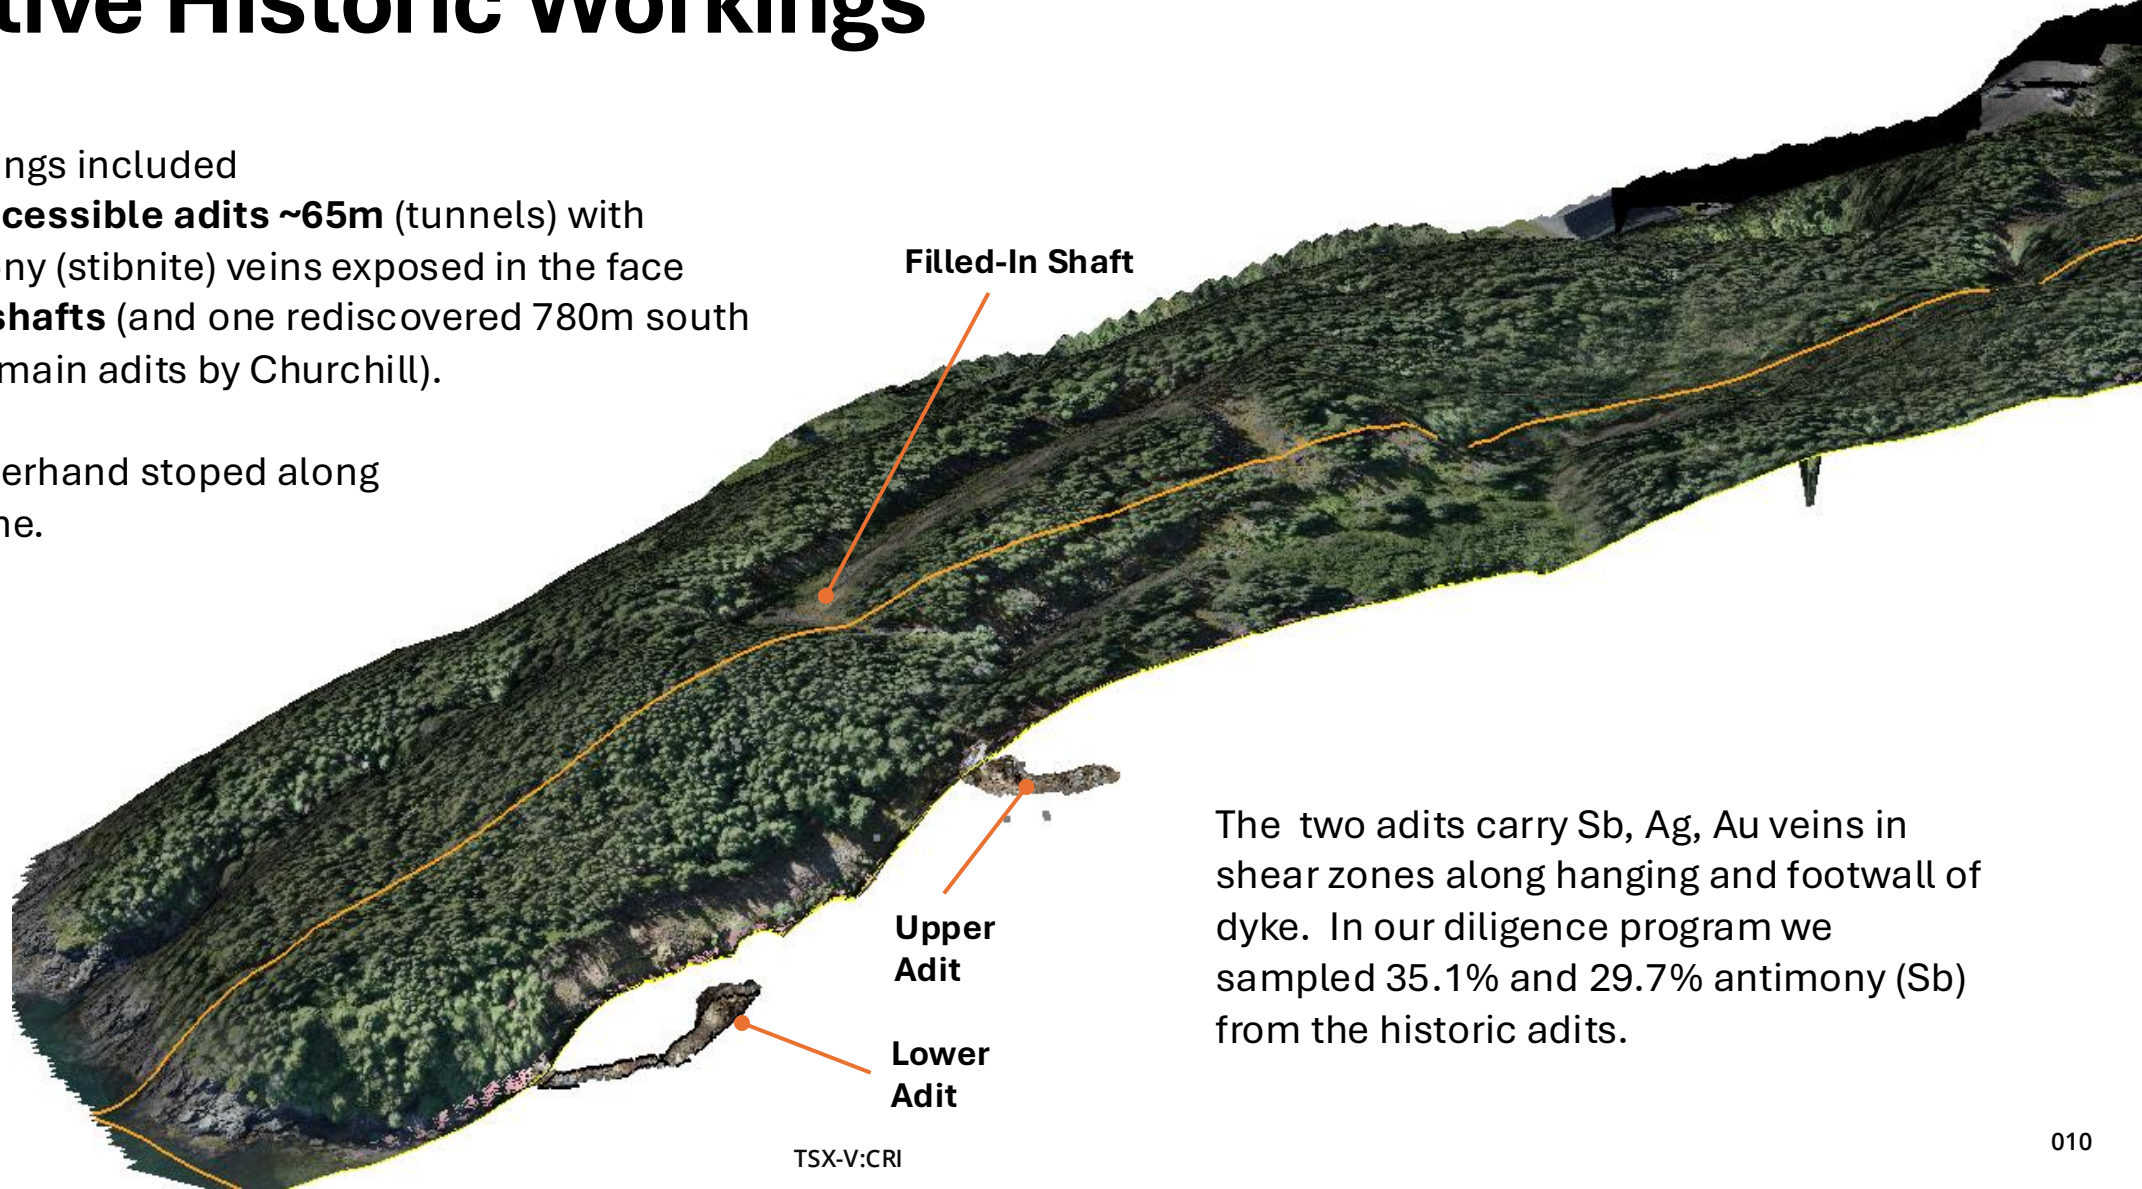 tive Historic Workings
ngs included
cessible adits ~65m (tunnels) with
ny (stibnite) veins exposed in the face
shafts (and one rediscovered 780m south
main adits by Churchill).
erhand stoped along
ne.
Filled-In Shaft
Upper
Adit
Lower
Adit
The two adits carry Sb, Ag, Au veins in
shear zones along hanging and footwall of
dyke. In our diligence program we
sampled 35.1% and 29.7% antimony (Sb)
from the historic adits.
TSX-V:CRI
010